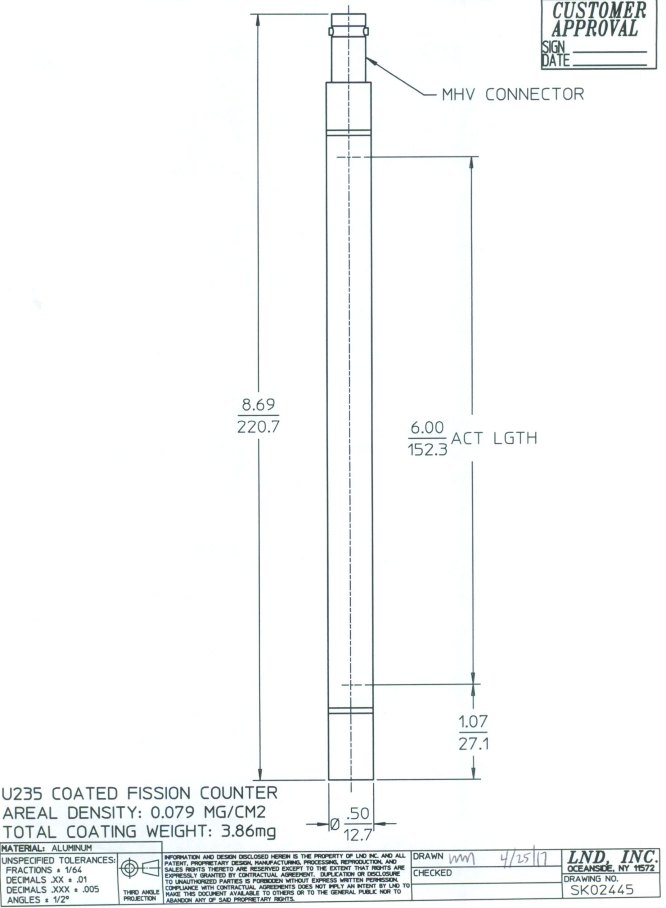 CUSTOMER
APPROVAL
SIGN
DATE
MHV CONNECTOR
8.69
220.7
6.00
152.3
ACT LGTH
1.07
27.1
Ø .50
12.7
U235 COATED FISSION COUNTER
AREAL DENSITY: 0.079 MG/CM2
TOTAL COATING WEIGHT: 3.86mg
MATERIAL: ALUMINUM
UNSPECIFIED TOLERANCES:
FRACTIONS ± 1/64
DECIMALS .XX ± .01
DECIMALS .XXX ± .005
ANGLES ± 1/2°
THIRD ANGLE
PROJECTION
INFORMATION AND DESIGN DISCLOSED HEREIN IS THE PROPERTY OF LND INC. AND ALL
PATENT, PROPRIETARY DESIGN, MANUFACTURING, PROCESSING, REPRODUCTION, AND
SALES RIGHTS THERETO ARE RESERVED EXCEPT TO THE EXTENT THAT RIGHTS ARE
EXPRESSLY GRANTED BY CONTRACTUAL AGREEMENT. DUPLICATION OR DISCLOSURE
TO UNAUTHORIZED PARTIES IS FORBIDDEN WITHOUT EXPRESS WRITTEN PERMISSION.
COMPLIANCE WITH CONTRACTUAL AGREEMENTS DOES NOT IMPLY AN INTENT BY LND TO
MAKE THIS DOCUMENT AVAILABLE TO OTHERS OR TO THE GENERAL PUBLIC NOR TO
ABANDON ANY OF SAID PROPRIETARY RIGHTS.
DRAWN 4/25/17
CHECKED
LND, INC.
OCEANSIDE, NY 11572
DRAWING NO.
SK02445